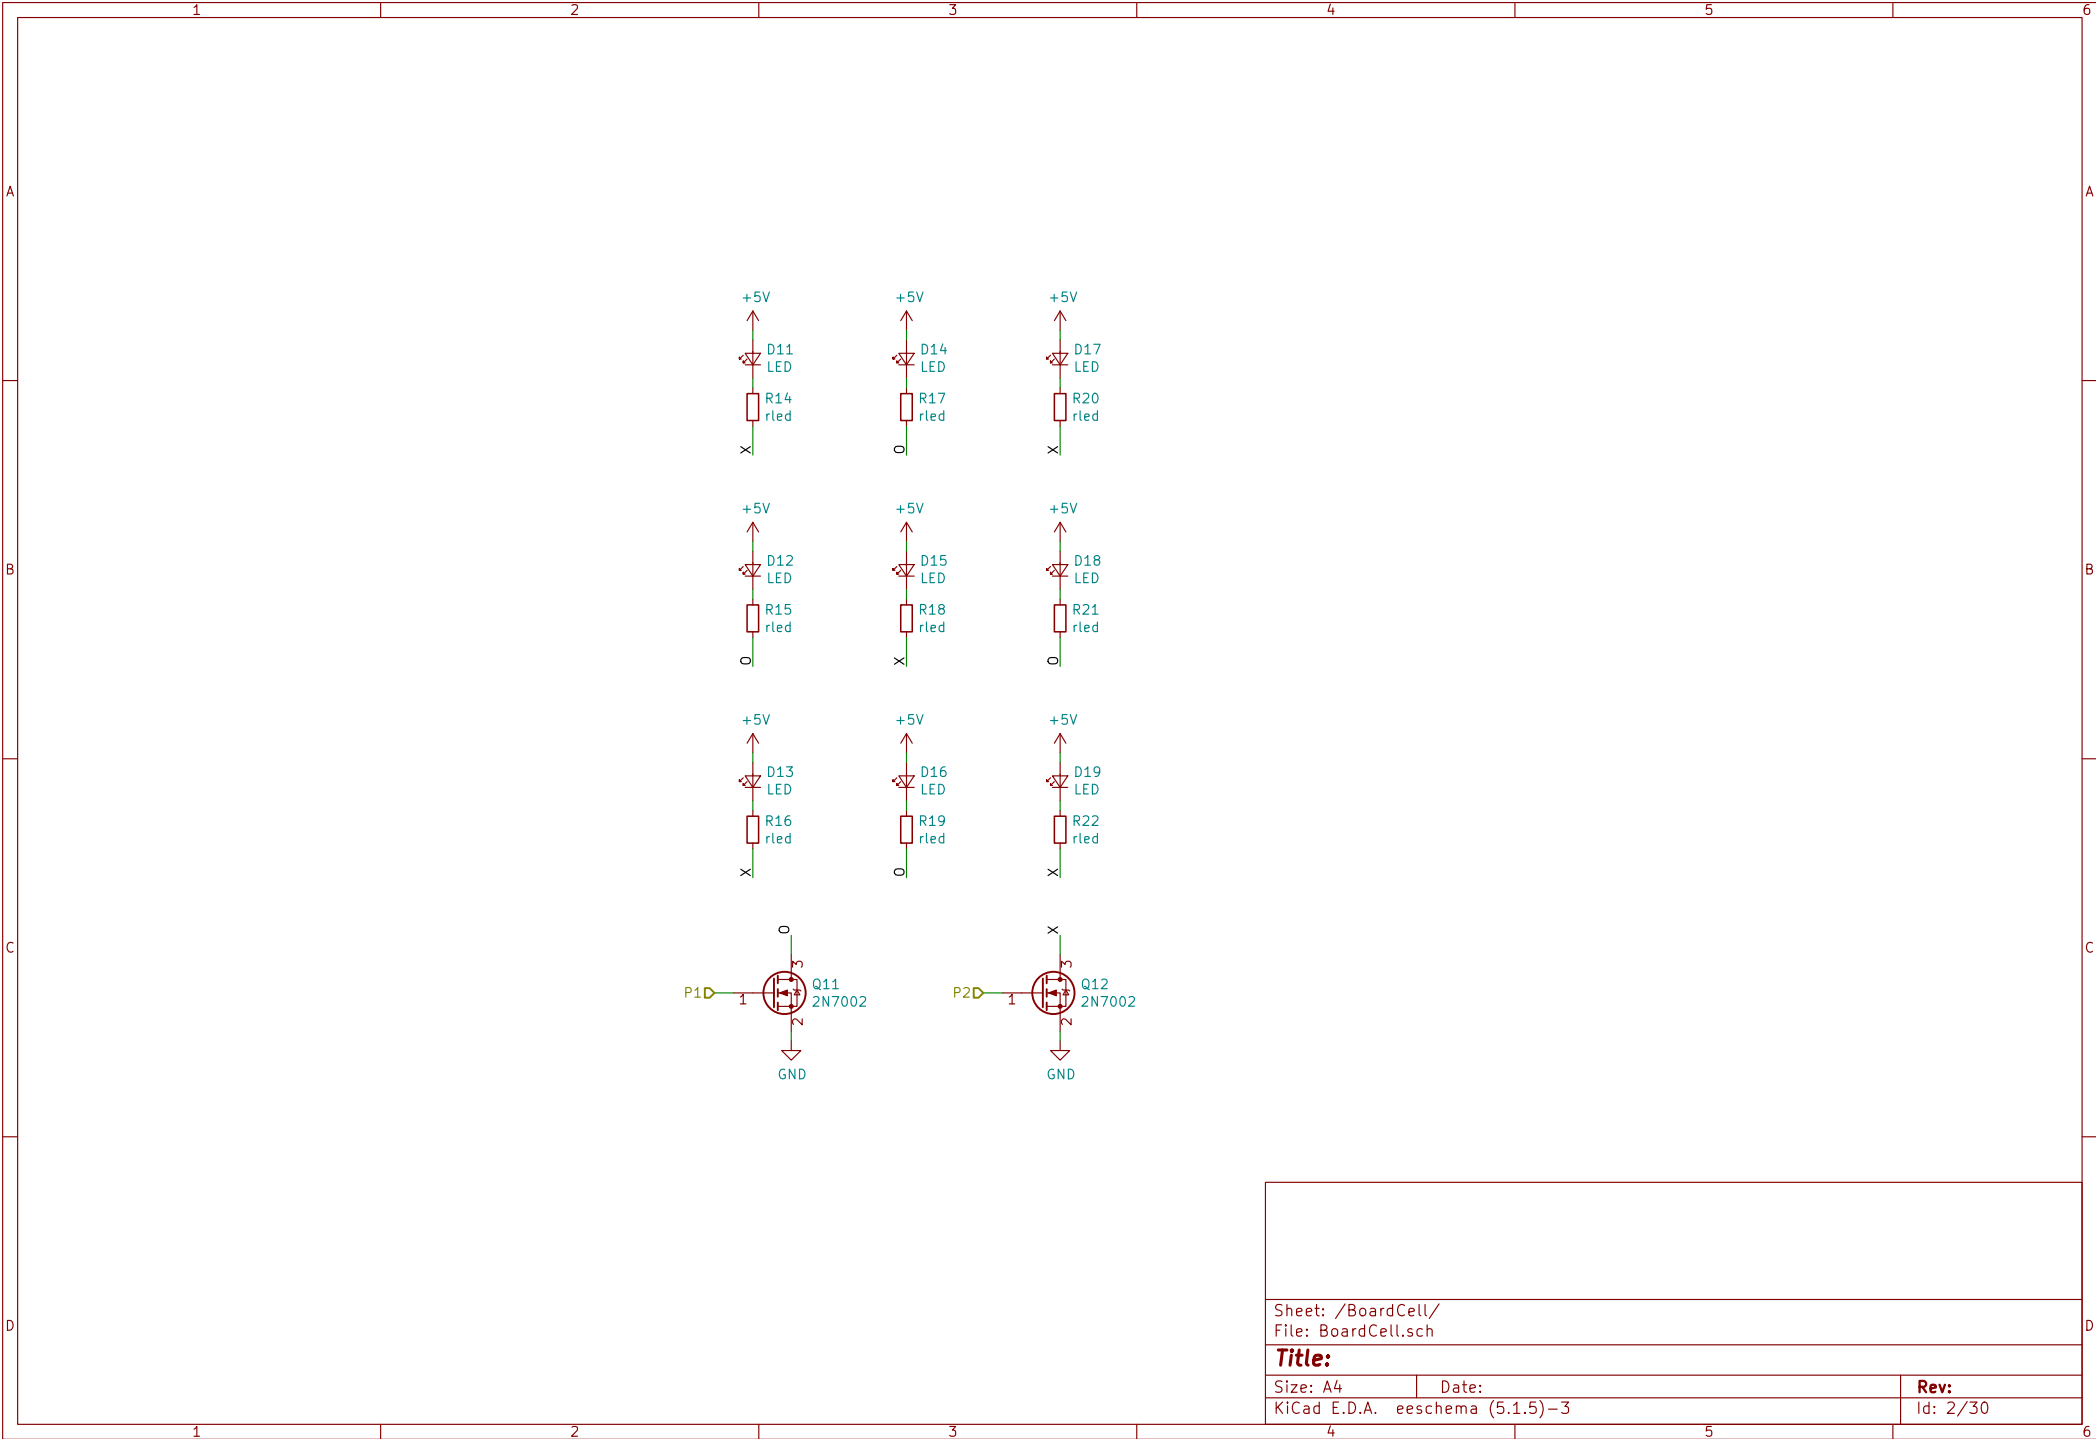 1 2 3 4 5 6
A A
+5V +5V +5V
D11 D14 D17
LED LED LED
R14 R17 R20
rled rled rled
X O X
+5V +5V +5V
D12 D15 D18
B LED LED LED B
R15 R18 R21
rled rled rled
O X O
+5V +5V +5V
D13 D16 D19
LED LED LED
R16 R19 R22
rled rled rled
X O X
O X
C C
3 3
Q11 Q12
P1 P2
1 2N7002 1 2N7002
2 2
GND GND
Sheet: /BoardCell/
D D
File: BoardCell.sch
Title:
Size: A4 Date: Rev:
KiCad E.D.A. eeschema (5.1.5)-3 Id: 2/30
1 2 3 4 5 6